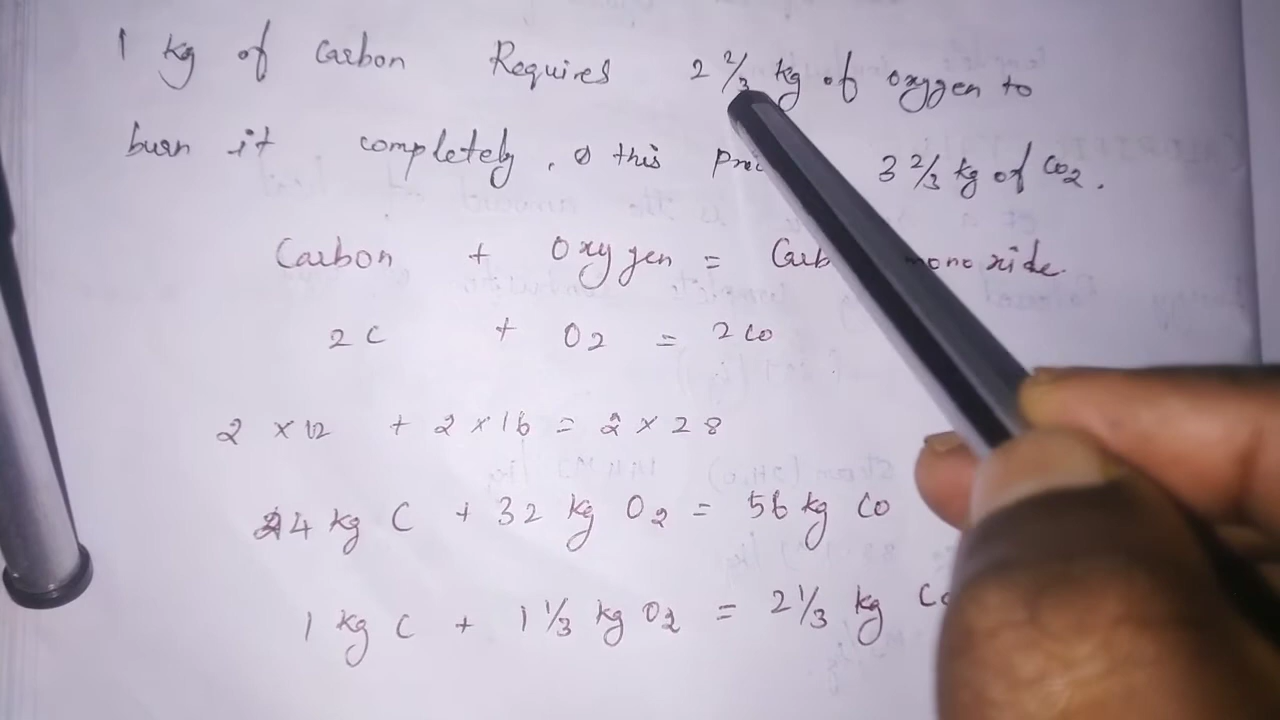 1 kg of Carbon Requires 2 2/3 kg of oxygen to
burn it completely, & this 3 2/3 kg of CO2.
Carbon + Oxygen = Carb monoxide.
2C + O2 = 2CO
2 × 12 + 2 × 16 = 2 × 28
24 kg C + 32 kg O2 = 56 kg CO
1 kg C + 1 1/3 kg O2 = 2 1/3 kg